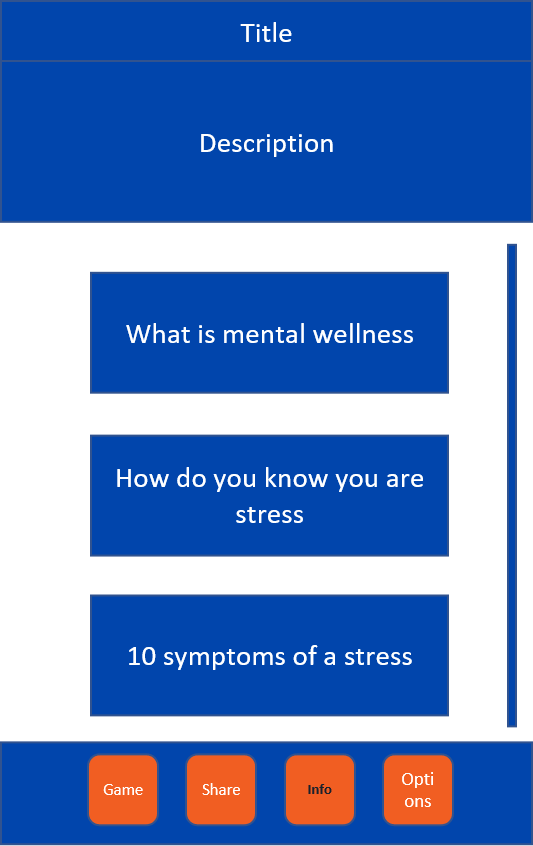 Title
Description
What is mental wellness
How do you know you are
stress
10 symptoms of a stress
Game
Share
Info
Opti
ons